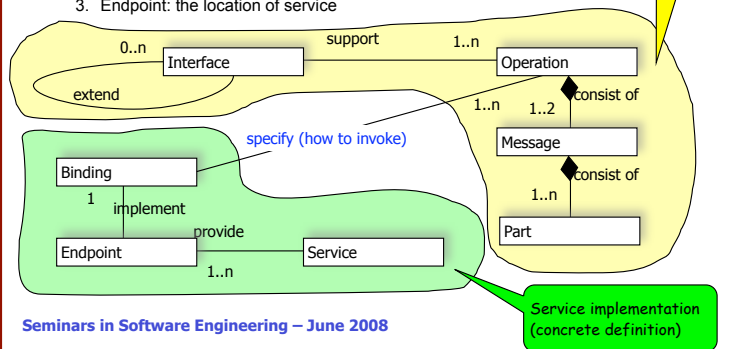 3. Endpoint: the location of service
0..n
support
1..n
Interface
Operation
extend
consist of
1..n
1..2
specify (how to invoke)
Message
Binding
consist of
1
implement
1..n
provide
Part
Endpoint
Service
1..n
Service implementation
(concrete definition)
Seminars in Software Engineering – June 2008